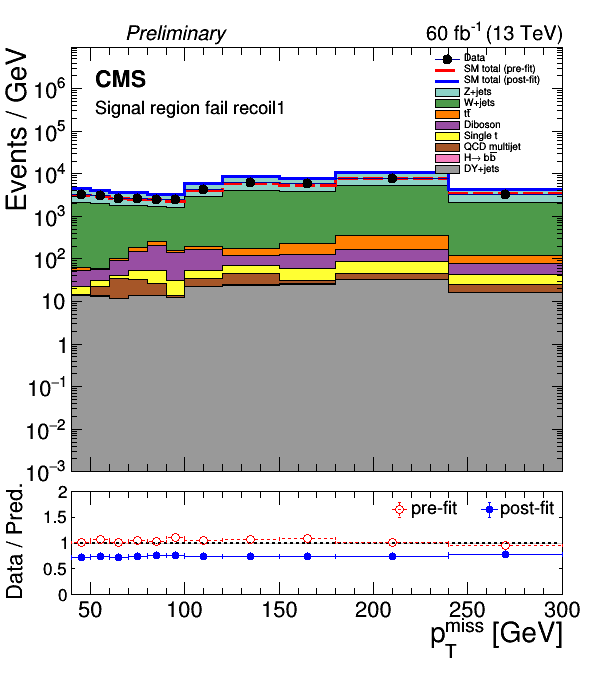 Preliminary
60 fb⁻¹ (13 TeV)
Events / GeV
10⁶
10⁵
10⁴
10³
10²
10
1
10⁻¹
10⁻²
10⁻³
CMS
Signal region fail recoil1
Data
SM total (pre-fit)
SM total (post-fit)
Z+jets
W+jets
tt̅
Diboson
Single t
QCD multijet
H→ bb̅
DY+jets
Data / Pred.
2
1.5
1
0.5
0
pre-fit
post-fit
50 100 150 200 250 300
p_T^miss [GeV]